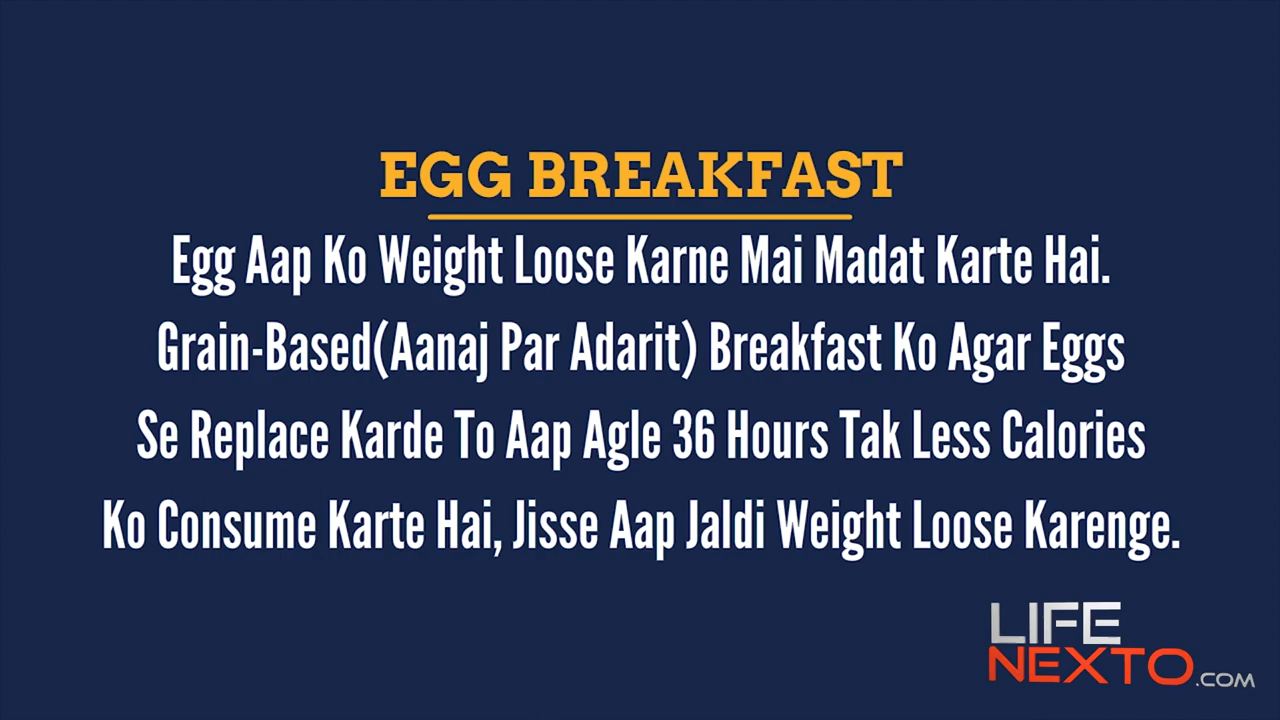 EGG BREAKFAST
Egg Aap Ko Weight Loose Karne Mai Madat Karte Hai.
Grain-Based(Aanaj Par Adarit) Breakfast Ko Agar Eggs
Se Replace Karde To Aap Agle 36 Hours Tak Less Calories
Ko Consume Karte Hai, Jisse Aap Jaldi Weight Loose Karenge.
LIFE
NEXTO.COM